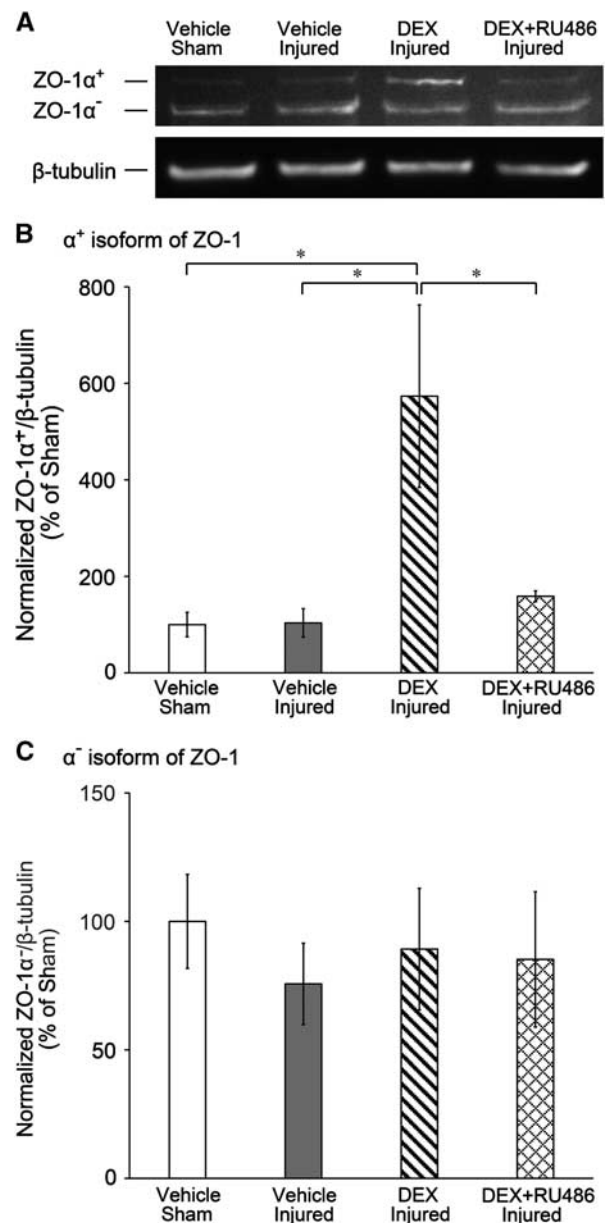 A
Vehicle Sham
Vehicle Injured
DEX Injured
DEX+RU486 Injured
ZO-1α⁺
ZO-1α⁻
β-tubulin
B
α⁺ isoform of ZO-1
*
*
*
Normalized ZO-1α⁺/β-tubulin
(% of Sham)
800
600
400
200
0
Vehicle Sham
Vehicle Injured
DEX Injured
DEX+RU486 Injured
C
α⁻ isoform of ZO-1
Normalized ZO-1α⁻/β-tubulin
(% of Sham)
150
100
50
0
Vehicle Sham
Vehicle Injured
DEX Injured
DEX+RU486 Injured